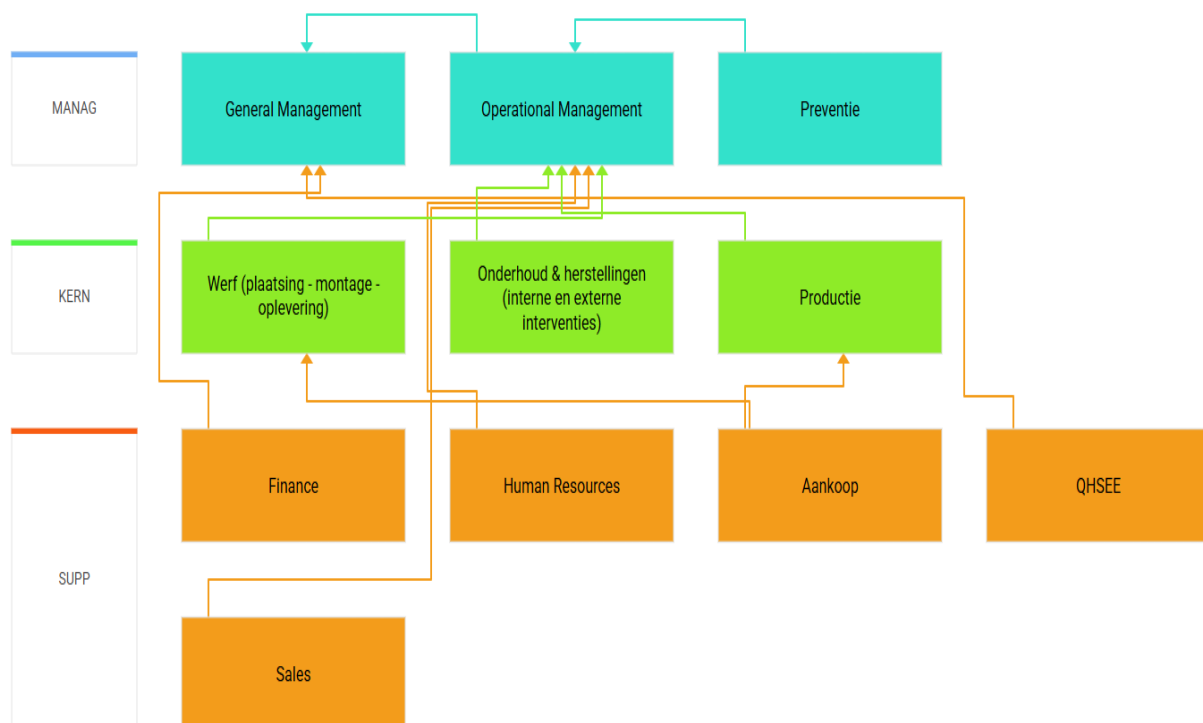 MANAG
General Management
Operational Management
Preventie
KERN
Werf (plaatsing - montage -
oplevering)
Onderhoud & herstellingen
(interne en externe
interventies)
Productie
SUPP
Finance
Human Resources
Aankoop
QHSEE
Sales